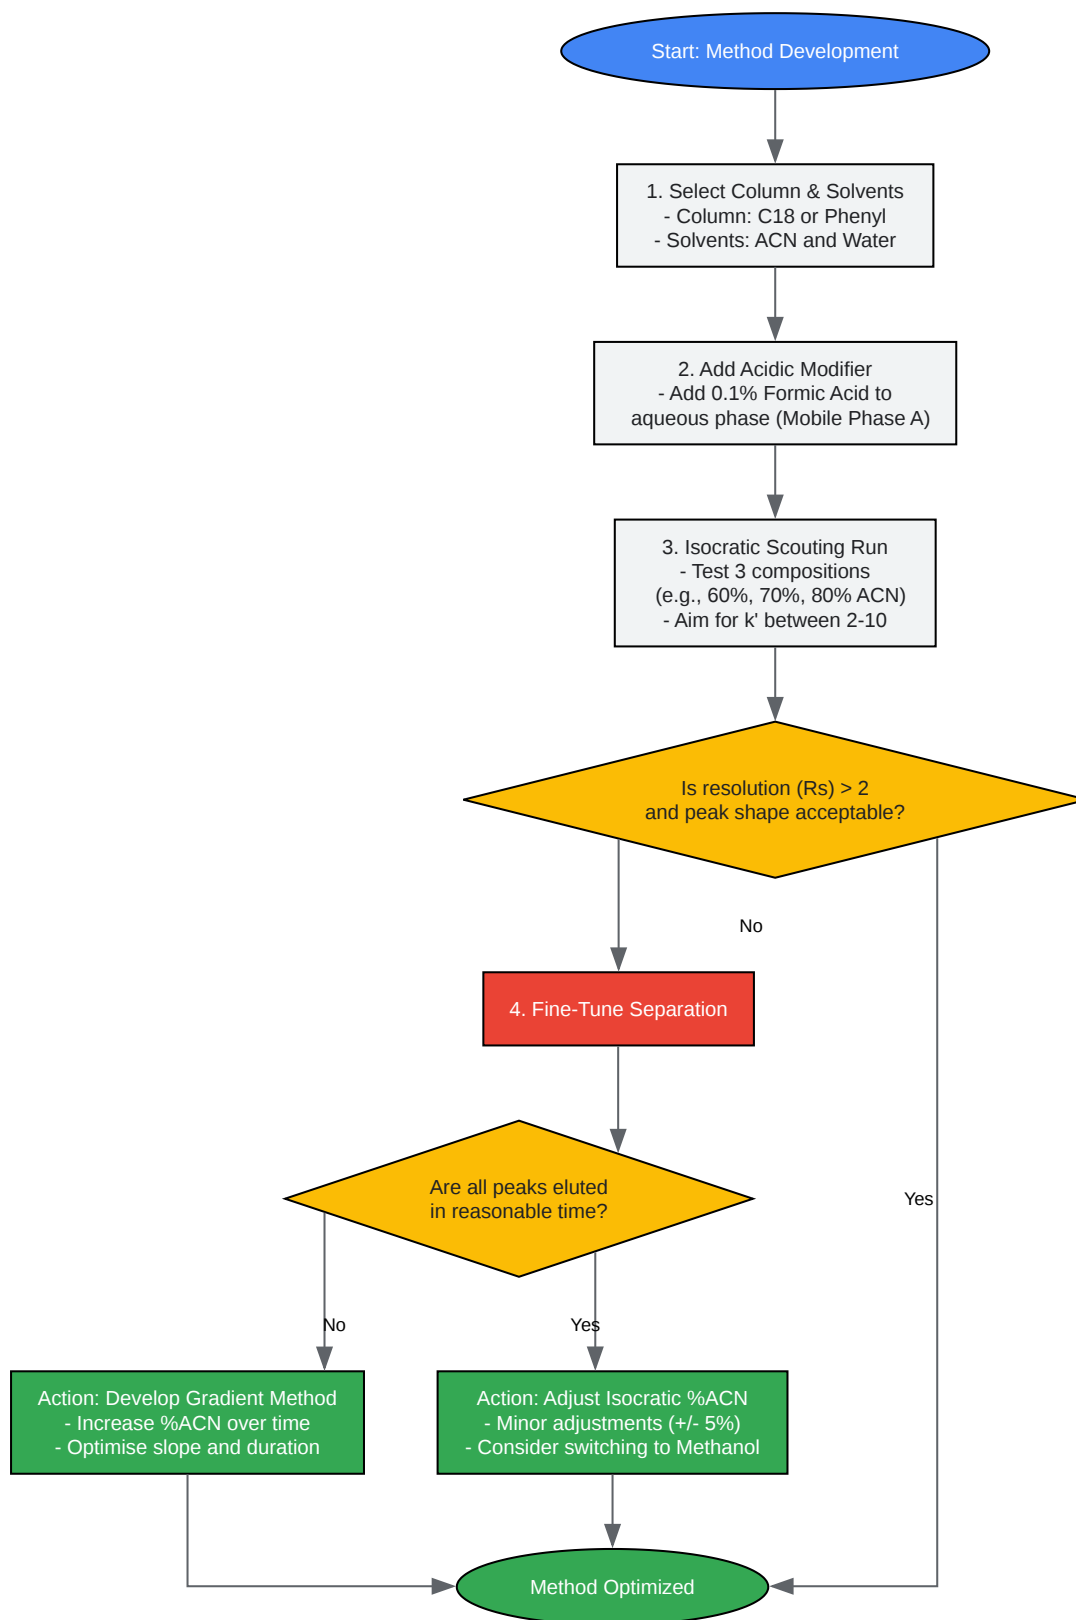 Start: Method Development
1. Select Column & Solvents
- Column: C18 or Phenyl
- Solvents: ACN and Water
2. Add Acidic Modifier
- Add 0.1% Formic Acid to
aqueous phase (Mobile Phase A)
3. Isocratic Scouting Run
- Test 3 compositions
(e.g., 60%, 70%, 80% ACN)
- Aim for k' between 2-10
Is resolution (Rs) > 2
and peak shape acceptable?
No
4. Fine-Tune Separation
Are all peaks eluted
in reasonable time?
Yes
No
Yes
Action: Develop Gradient Method
- Increase %ACN over time
- Optimise slope and duration
Action: Adjust Isocratic %ACN
- Minor adjustments (+/- 5%)
- Consider switching to Methanol
Method Optimized